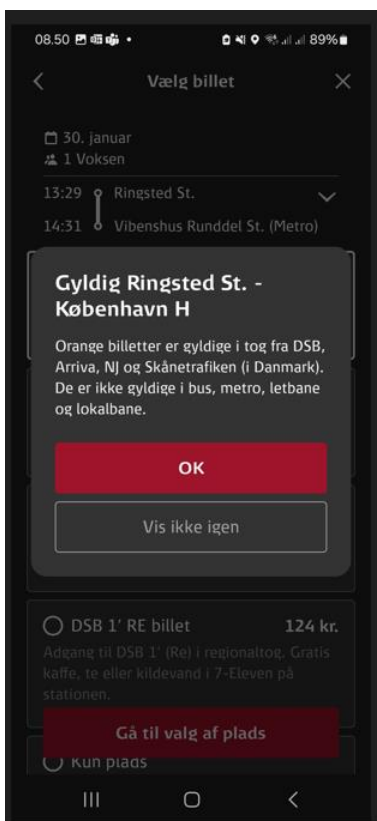 08.50 89%
Vælg billet
30. januar
1 Voksen
13:29 Ringsted St.
14:31 Vibenshus Runddel St. (Metro)
Gyldig Ringsted St. -
København H
Orange billetter er gyldige i tog fra DSB,
Arriva, NJ og Skånetrafiken (i Danmark).
De er ikke gyldige i bus, metro, letbane
og lokalbane.
OK
Vis ikke igen
DSB 1' RE billet 124 kr.
Adgang til DSB 1' (Re) i regionaltog. Gratis
kaffe, te eller kildevand i 7-Eleven på
stationen.
Gå til valg af plads
Kun plads